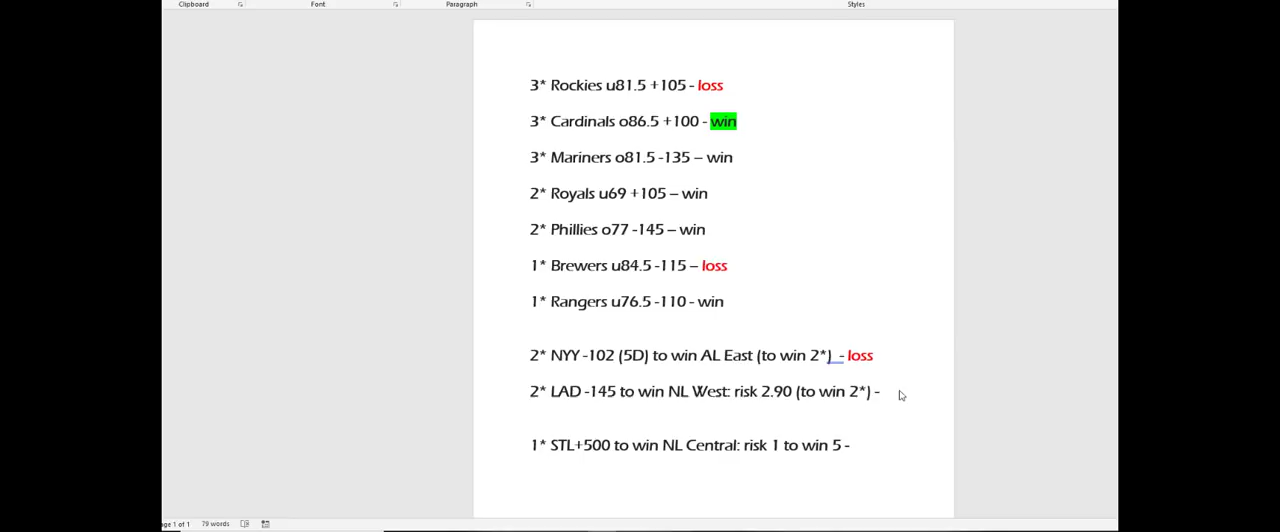 Clipboard Font Paragraph Styles
3* Rockies u81.5 +105 - loss
3* Cardinals o86.5 +100 - win
3* Mariners o81.5 -135 – win
2* Royals u69 +105 – win
2* Phillies o77 -145 – win
1* Brewers u84.5 -115 – loss
1* Rangers u76.5 -110 - win
2* NYY -102 (5D) to win AL East (to win 2*) - loss
2* LAD -145 to win NL West: risk 2.90 (to win 2*) -
1* STL+500 to win NL Central: risk 1 to win 5 -
age 1 of 1 79 words